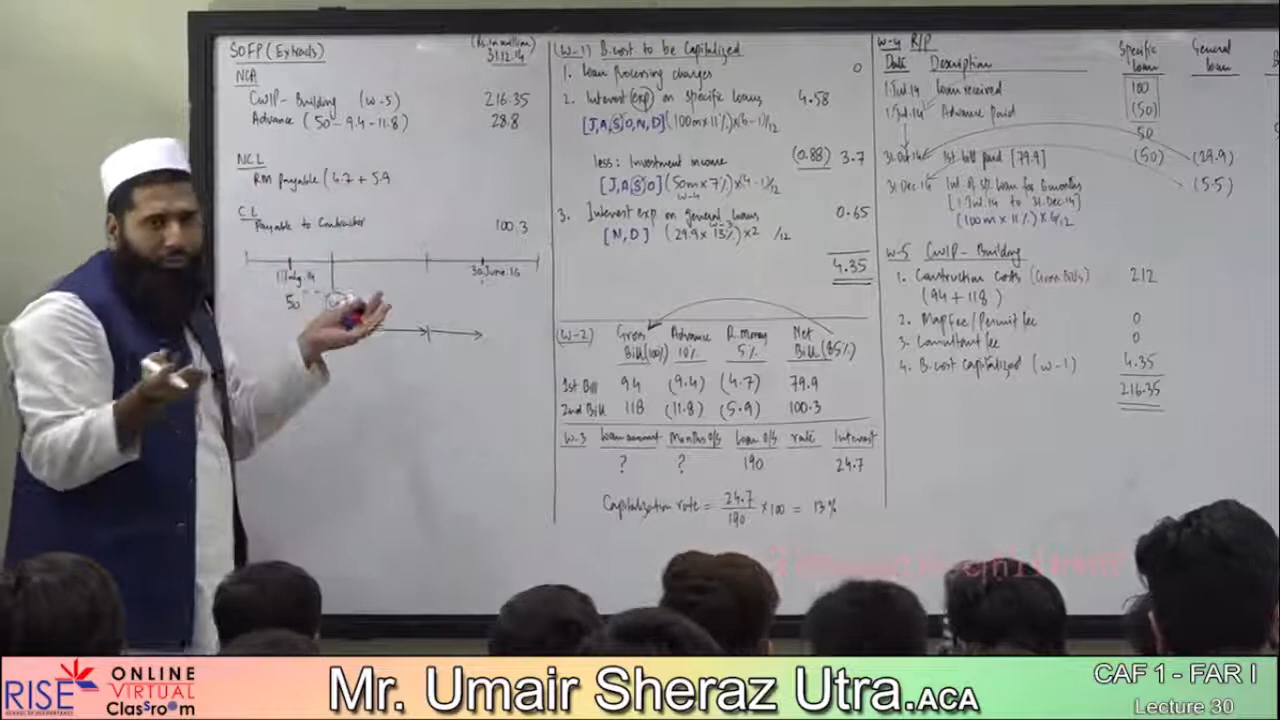 SOFP (Extracts) (Rs. in million) 31.12.14
NCA
CWIP - Building (W-5) 216.35
Advance (50 - 9.4 - 11.8) 28.8
NCL
RM Payable (4.7 + 5.9
CL
Payable to Contractor 100.3
30 June.16
50
(W-1) B.cost to be Capitalized
1. Loan Processing charges 0
2. Interest (exp) on specific loans 4.58
[J,A,S,O,N,D] (100m x 11%) x (6-1)/12
less: Investment income (0.88) 3.7
[J,A,S,O] (50m x 7%) x (4-1)/12
W-4
3. Interest exp on general loans 0.65
W-3
[N,D] (29.9 x 13%) x 2 /12
4.35
(W-2) Gross Bill (100%) Advance 10% R.Money 5% Net Bill (85%)
1st Bill 94 (9.4) (4.7) 79.9
2nd Bill 118 (11.8) (5.9) 100.3
W-3 Loan amount Months o/s Loan o/s rate Interest
? ? 190 24.7
Capitalization rate = 24.7/190 x 100 = 13%
W-4 R/P
Date Description Specific loan General loan
1.Jul.14 Loan received 100
1.Jul.14 Advance paid (50)
50
31.Oct.14 1st bill paid [79.9] (50) (29.9)
31.Dec.14 Int. of sp. loan for 6 months (5.5)
[1.Jul.14 to 31.Dec.14]
(100m x 11%) x 6/12
W-5 CWIP - Building
1. Construction costs (Gross Bills) 212
(94 + 118)
2. Map Fee / Permit fee 0
3. Consultant fee 0
4. B.cost Capitalized (W-1) 4.35
216.35
RISE
ONLINE
VIRTUAL
ClassrOom
Mr. Umair Sheraz Utra.ACA
CAF 1 - FAR I
Lecture 30